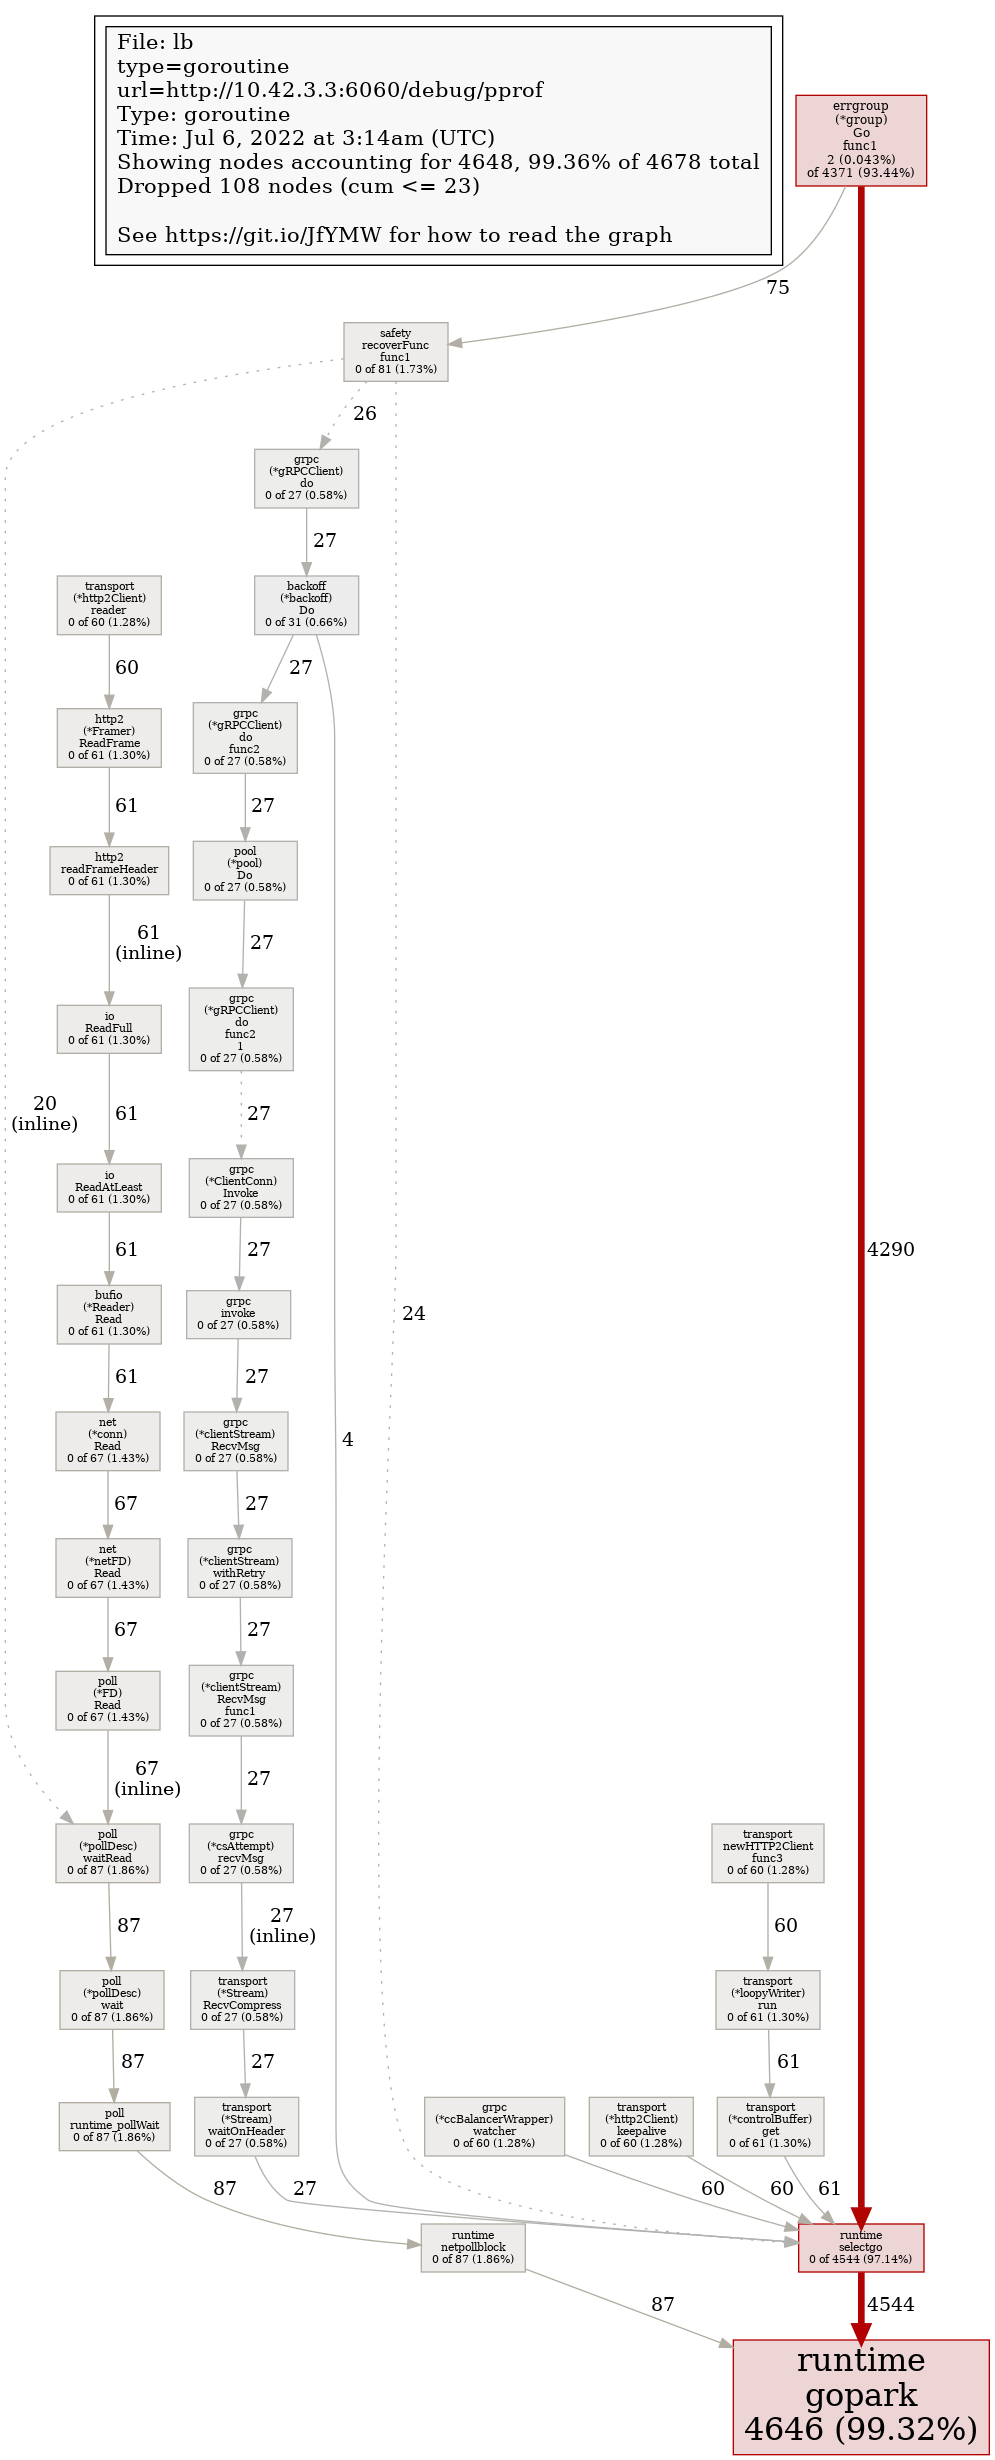 File: lb
type=goroutine
url=http://10.42.3.3:6060/debug/pprof
Type: goroutine
Time: Jul 6, 2022 at 3:14am (UTC)
Showing nodes accounting for 4648, 99.36% of 4678 total
Dropped 108 nodes (cum <= 23)
See https://git.io/JfYMW for how to read the graph
errgroup
(*group)
Go
func1
2 (0.043%)
of 4371 (93.44%)
75
safety
recoverFunc
func1
0 of 81 (1.73%)
26
grpc
(*gRPCClient)
do
0 of 27 (0.58%)
27
transport
(*http2Client)
reader
0 of 60 (1.28%)
backoff
(*backoff)
Do
0 of 31 (0.66%)
60
27
http2
(*Framer)
ReadFrame
0 of 61 (1.30%)
grpc
(*gRPCClient)
do
func2
0 of 27 (0.58%)
61
27
http2
readFrameHeader
0 of 61 (1.30%)
pool
(*pool)
Do
0 of 27 (0.58%)
61
(inline)
27
io
ReadFull
0 of 61 (1.30%)
grpc
(*gRPCClient)
do
func2
1
0 of 27 (0.58%)
20
(inline)
61
27
io
ReadAtLeast
0 of 61 (1.30%)
grpc
(*ClientConn)
Invoke
0 of 27 (0.58%)
61
27
4290
bufio
(*Reader)
Read
0 of 61 (1.30%)
grpc
invoke
0 of 27 (0.58%)
24
61
27
net
(*conn)
Read
0 of 67 (1.43%)
grpc
(*clientStream)
RecvMsg
0 of 27 (0.58%)
4
67
27
net
(*netFD)
Read
0 of 67 (1.43%)
grpc
(*clientStream)
withRetry
0 of 27 (0.58%)
67
27
poll
(*FD)
Read
0 of 67 (1.43%)
grpc
(*clientStream)
RecvMsg
func1
0 of 27 (0.58%)
67
(inline)
27
poll
(*pollDesc)
waitRead
0 of 87 (1.86%)
grpc
(*csAttempt)
recvMsg
0 of 27 (0.58%)
transport
newHTTP2Client
func3
0 of 60 (1.28%)
87
27
(inline)
60
poll
(*pollDesc)
wait
0 of 87 (1.86%)
transport
(*Stream)
RecvCompress
0 of 27 (0.58%)
transport
(*loopyWriter)
run
0 of 61 (1.30%)
87
27
61
poll
runtime_pollWait
0 of 87 (1.86%)
transport
(*Stream)
waitOnHeader
0 of 27 (0.58%)
grpc
(*ccBalancerWrapper)
watcher
0 of 60 (1.28%)
transport
(*http2Client)
keepalive
0 of 60 (1.28%)
transport
(*controlBuffer)
get
0 of 61 (1.30%)
87
27
60
60
61
runtime
netpollblock
0 of 87 (1.86%)
runtime
selectgo
0 of 4544 (97.14%)
87
4544
runtime
gopark
4646 (99.32%)